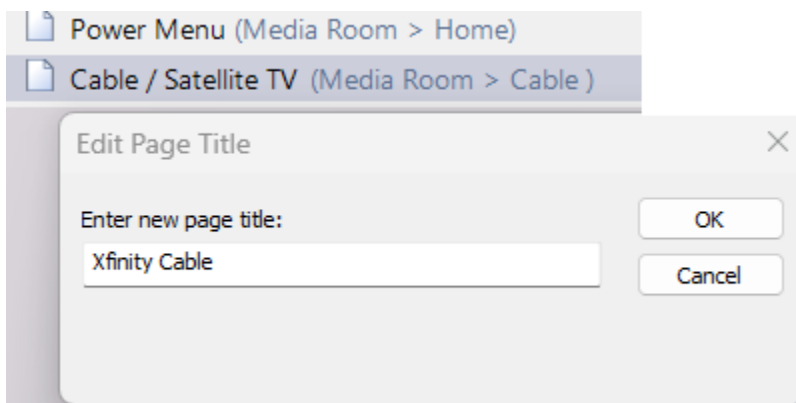 Power Menu (Media Room > Home)
Cable / Satellite TV (Media Room > Cable )
Edit Page Title
Enter new page title:
OK
Xfinity Cable
Cancel